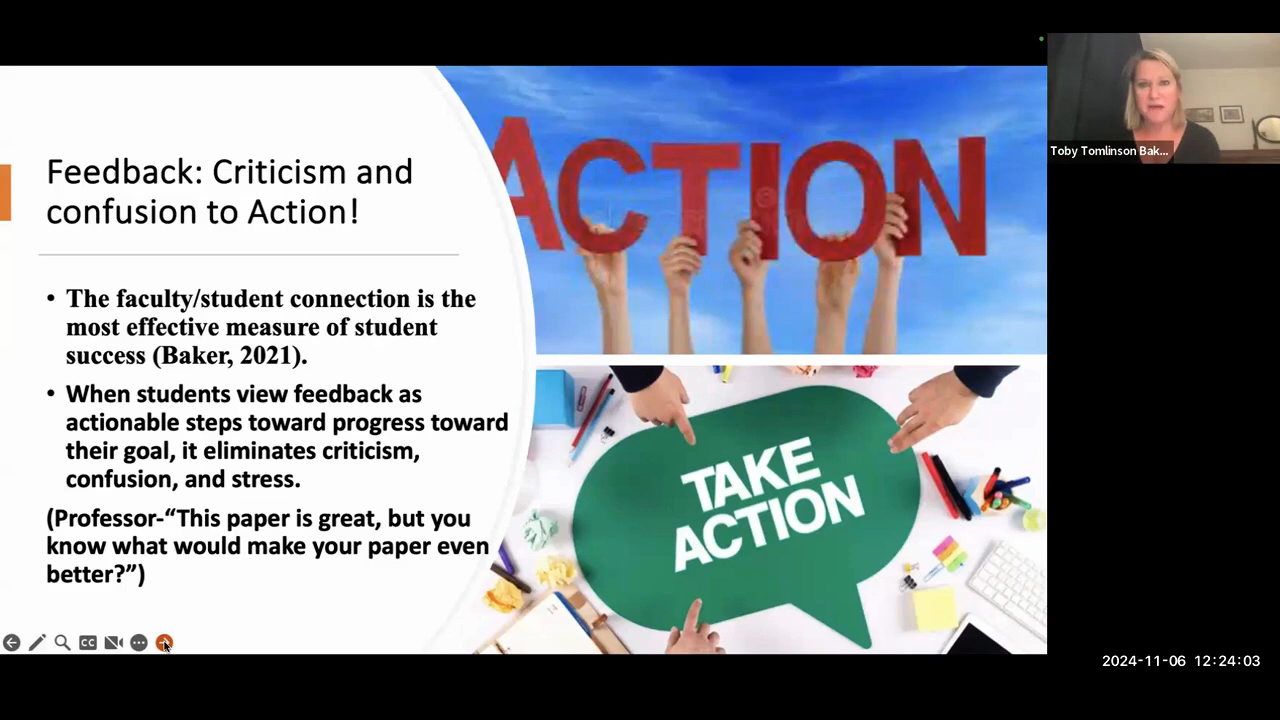 Feedback: Criticism and
confusion to Action!
• The faculty/student connection is the
most effective measure of student
success (Baker, 2021).
• When students view feedback as
actionable steps toward progress toward
their goal, it eliminates criticism,
confusion, and stress.
(Professor-“This paper is great, but you
know what would make your paper even
better?”)
ACTION
TAKE
ACTION
Toby Tomlinson Bak...
CC
2024-11-06 12:24:03